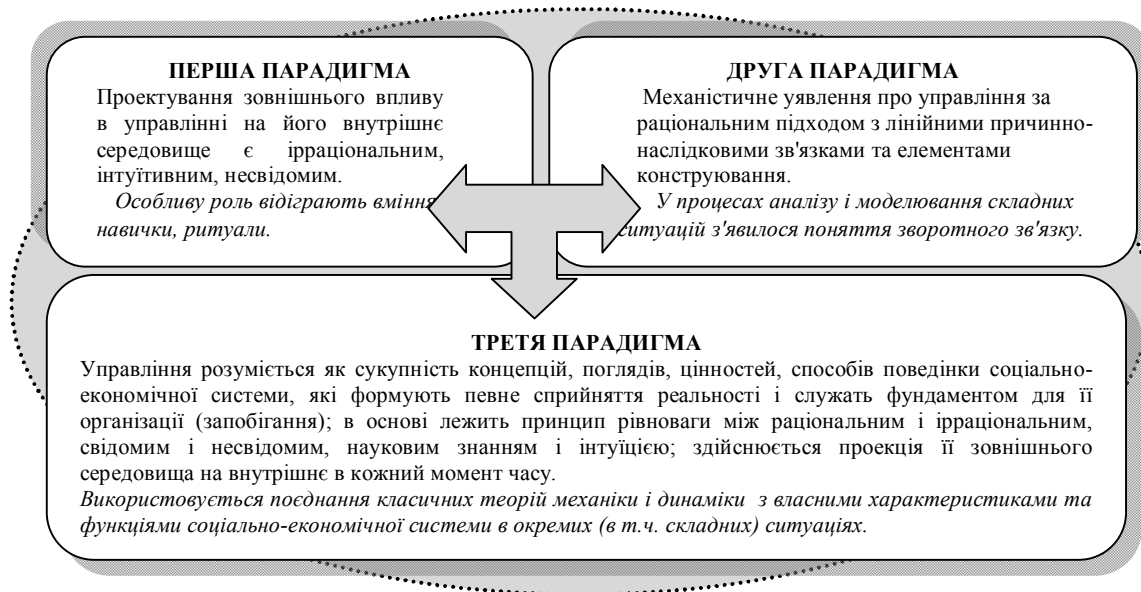 ПЕРША ПАРАДИГМА
Проектування зовнішнього впливу
в управлінні на його внутрішнє
середовище є ірраціональним,
інтуїтивним, несвідомим.
Особливу роль відіграють вміння
навички, ритуали.
ДРУГА ПАРАДИГМА
Механістичне уявлення про управління за
раціональним підходом з лінійними причинно-
наслідковими зв'язками та елементами
конструювання.
У процесах аналізу і моделювання складних
ситуацій з'явилося поняття зворотного зв'язку.
ТРЕТЯ ПАРАДИГМА
Управління розуміється як сукупність концепцій, поглядів, цінностей, способів поведінки соціально-
економічної системи, які формують певне сприйняття реальності і служать фундаментом для її
організації (запобігання); в основі лежить принцип рівноваги між раціональним і ірраціональним,
свідомим і несвідомим, науковим знанням і інтуїцією; здійснюється проекція її зовнішнього
середовища на внутрішнє в кожний момент часу.
Використовується поєднання класичних теорій механіки і динаміки з власними характеристиками та
функціями соціально-економічної системи в окремих (в т.ч. складних) ситуаціях.